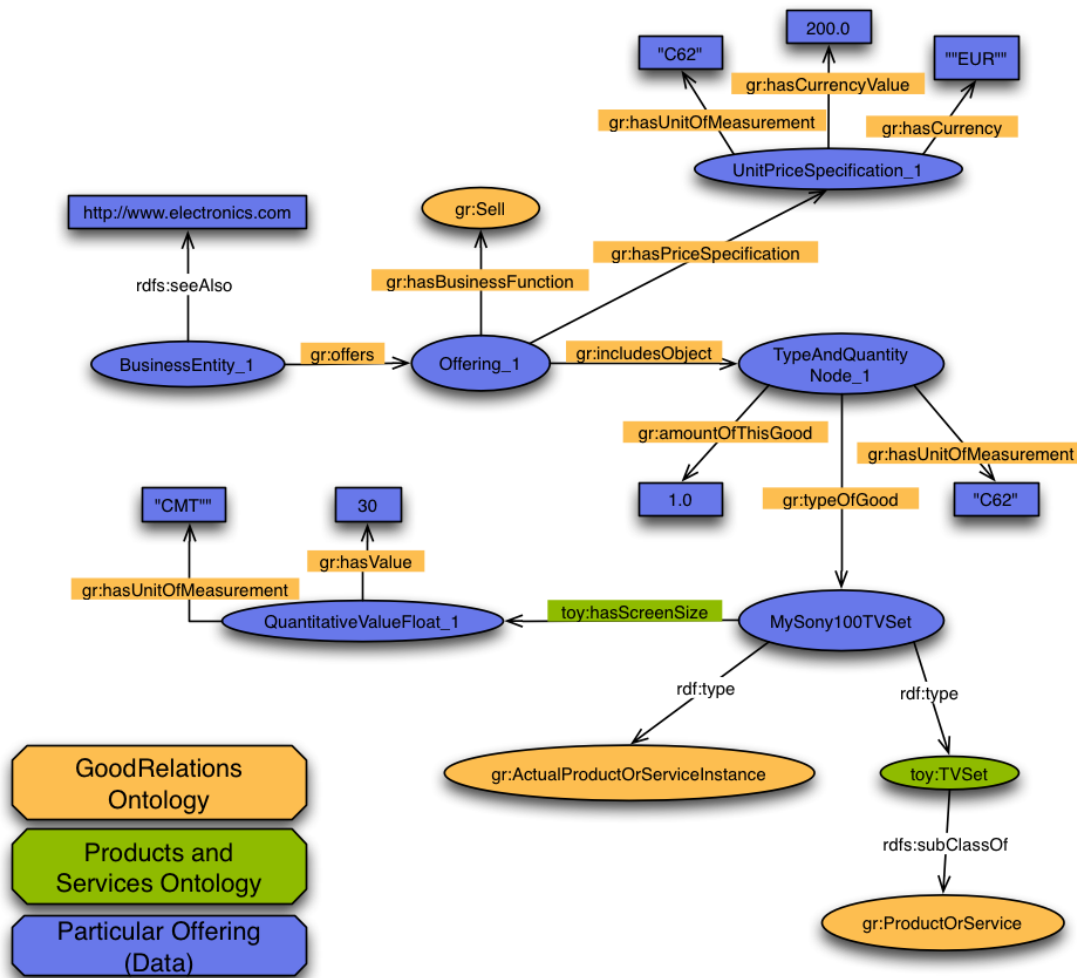 200.0
"C62"
""EUR""
gr:hasCurrencyValue
gr:hasUnitOfMeasurement
gr:hasCurrency
UnitPriceSpecification_1
http://www.electronics.com
gr:Sell
gr:hasPriceSpecification
rdfs:seeAlso
gr:hasBusinessFunction
BusinessEntity_1
gr:offers
Offering_1
gr:includesObject
TypeAndQuantity
Node_1
gr:amountOfThisGood
gr:hasUnitOfMeasurement
1.0
gr:typeOfGood
"C62"
"CMT""
30
gr:hasValue
gr:hasUnitOfMeasurement
QuantitativeValueFloat_1
toy:hasScreenSize
MySony100TVSet
rdf:type
rdf:type
gr:ActualProductOrServiceInstance
toy:TVSet
rdfs:subClassOf
gr:ProductOrService
GoodRelations
Ontology
Products and
Services Ontology
Particular Offering
(Data)